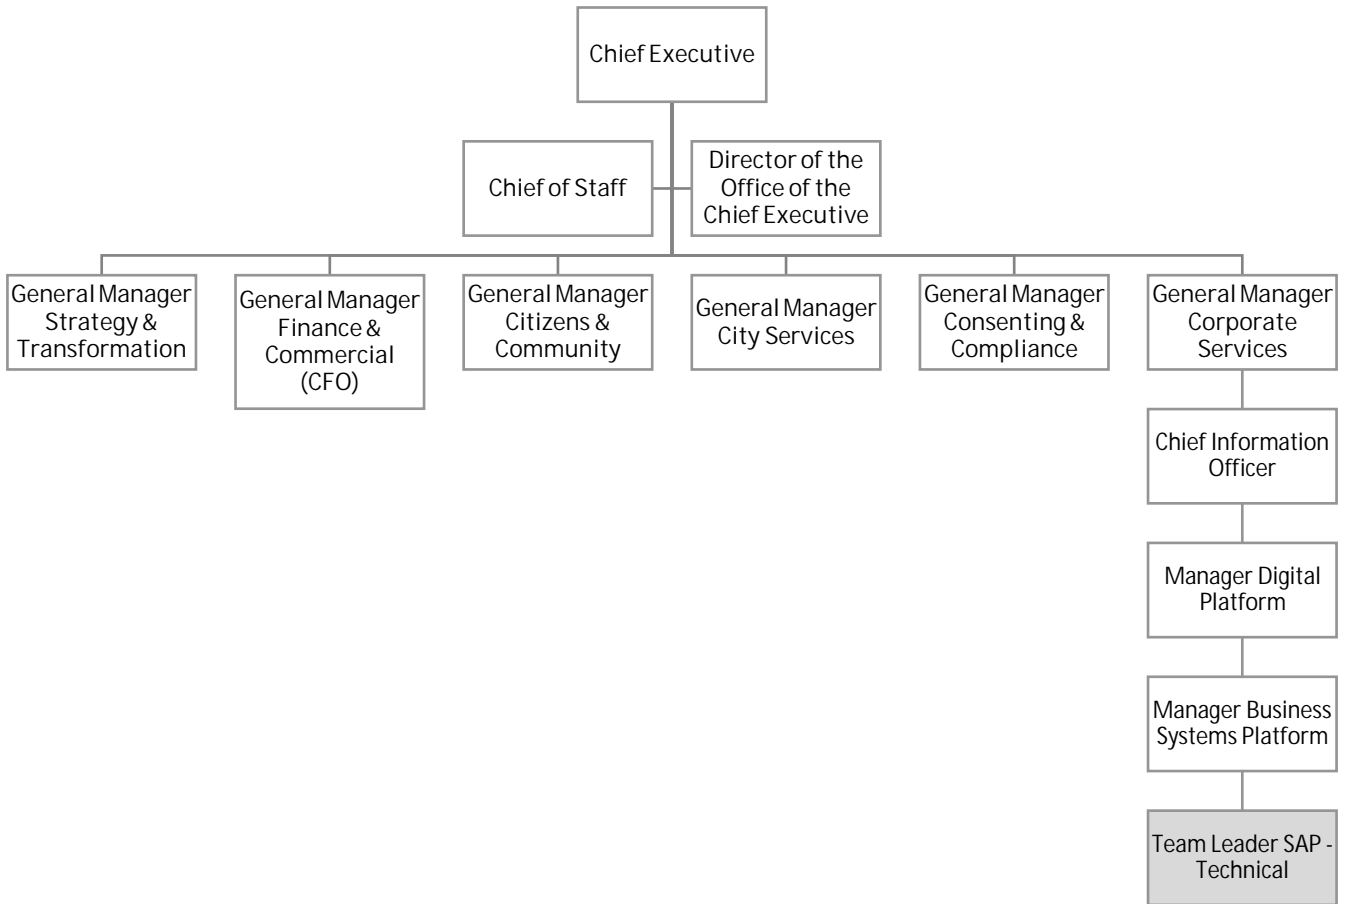 Chief Executive
Chief of Staff
Director of the
Office of the
Chief Executive
General Manager
Strategy &
Transformation
General Manager
Finance &
Commercial
(CFO)
General Manager
Citizens &
Community
General Manager
City Services
General Manager
Consenting &
Compliance
General Manager
Corporate
Services
Chief Information
Officer
Manager Digital
Platform
Manager Business
Systems Platform
Team Leader SAP -
Technical